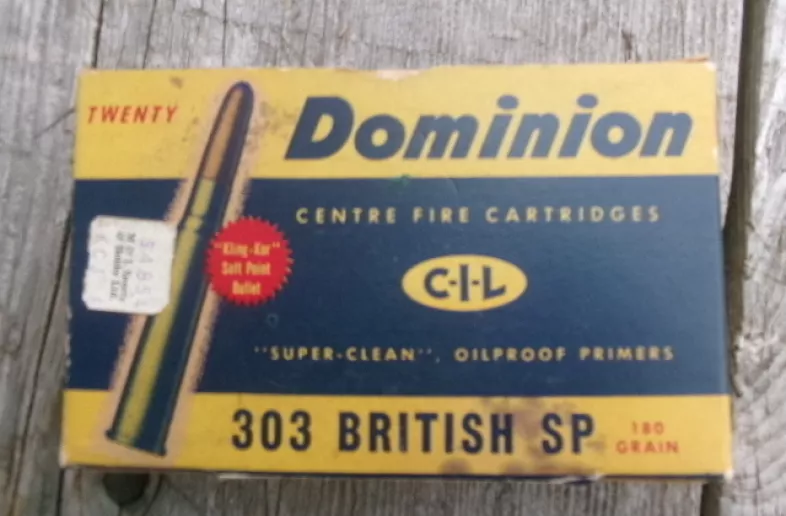 TWENTY
Dominion
CENTRE FIRE CARTRIDGES
"Kling-Kor"
Soft Point
Bullet
C-I-L
"SUPER-CLEAN", OILPROOF PRIMERS
303 BRITISH SP
180
GRAIN